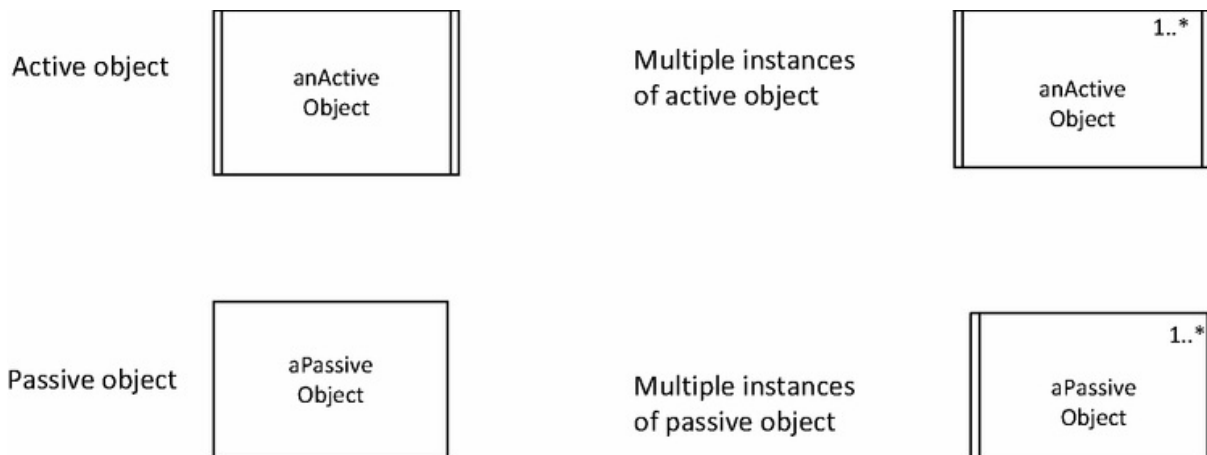 Active object
anActive
Object
Multiple instances
of active object
1..*
anActive
Object
Passive object
aPassive
Object
Multiple instances
of passive object
1..*
aPassive
Object